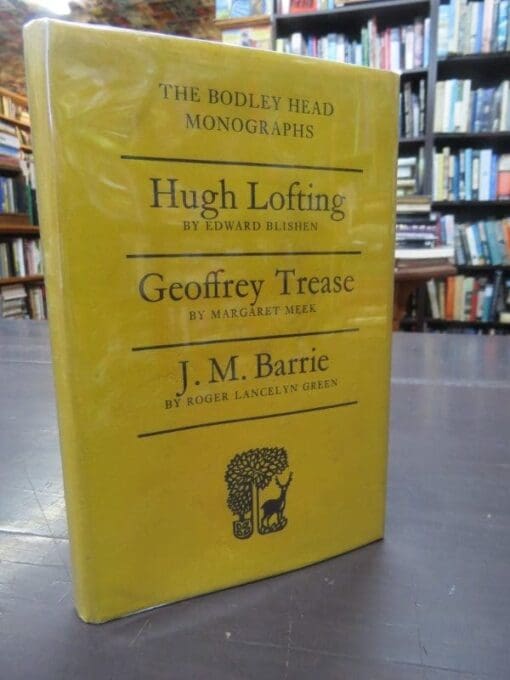 THE BODLEY HEAD
MONOGRAPHS
Hugh Lofting
BY EDWARD BLISHEN
Geoffrey Trease
BY MARGARET MEEK
J. M. Barrie
BY ROGER LANCELYN GREEN